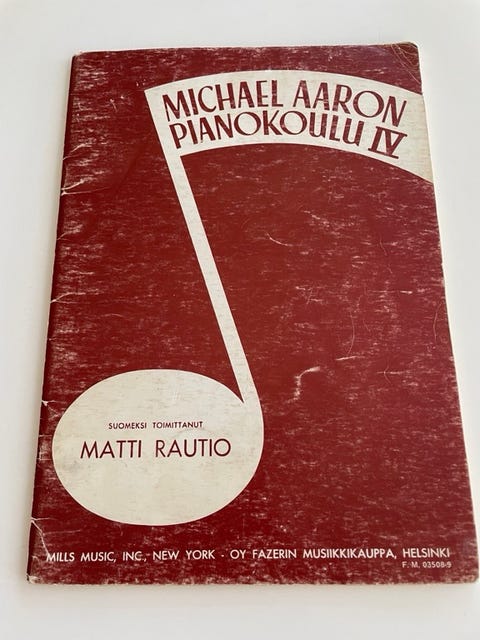 MICHAEL AARON
PIANOKOULU IV
SUOMEKSI TOIMITTANUT
MATTI RAUTIO
MILLS MUSIC, INC., NEW YORK - OY FAZERIN MUSIIKKIKAUPPA, HELSINKI
F. M. 03508-9